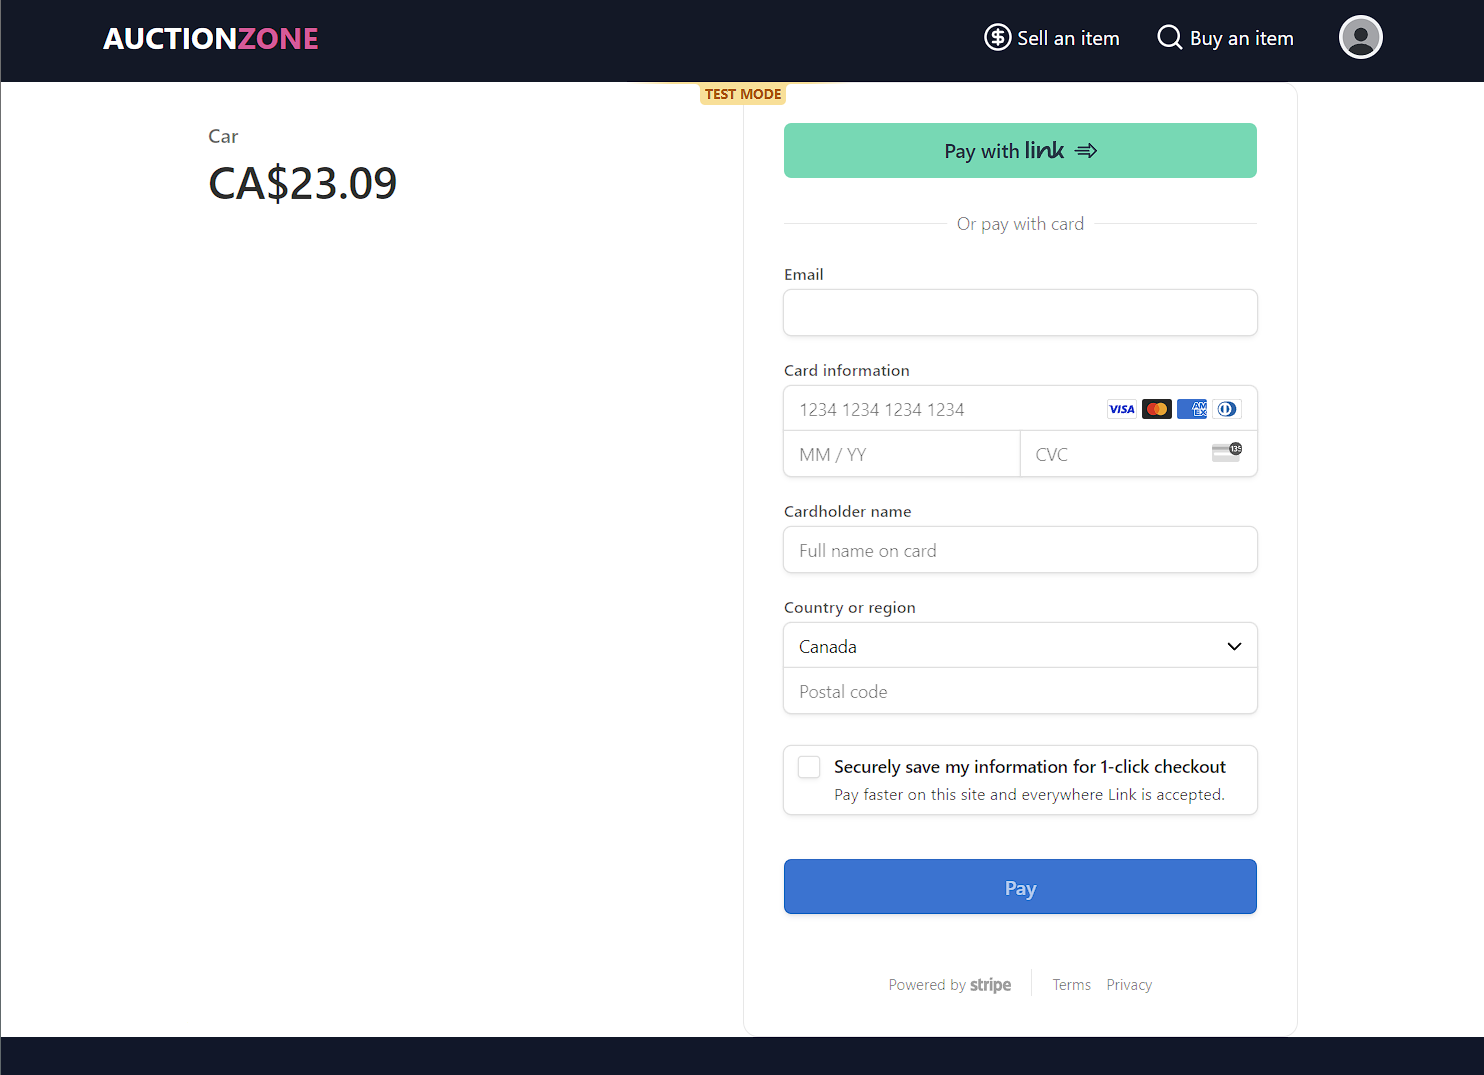 AUCTIONZONE
Sell an item
Buy an item
TEST MODE
Car
CA$23.09
Pay with link
Or pay with card
Email
Card information
1234 1234 1234 1234
VISA
AM
EX
MM / YY
CVC
135
Cardholder name
Full name on card
Country or region
Canada
Postal code
Securely save my information for 1-click checkout
Pay faster on this site and everywhere Link is accepted.
Pay
Powered by stripe
Terms
Privacy